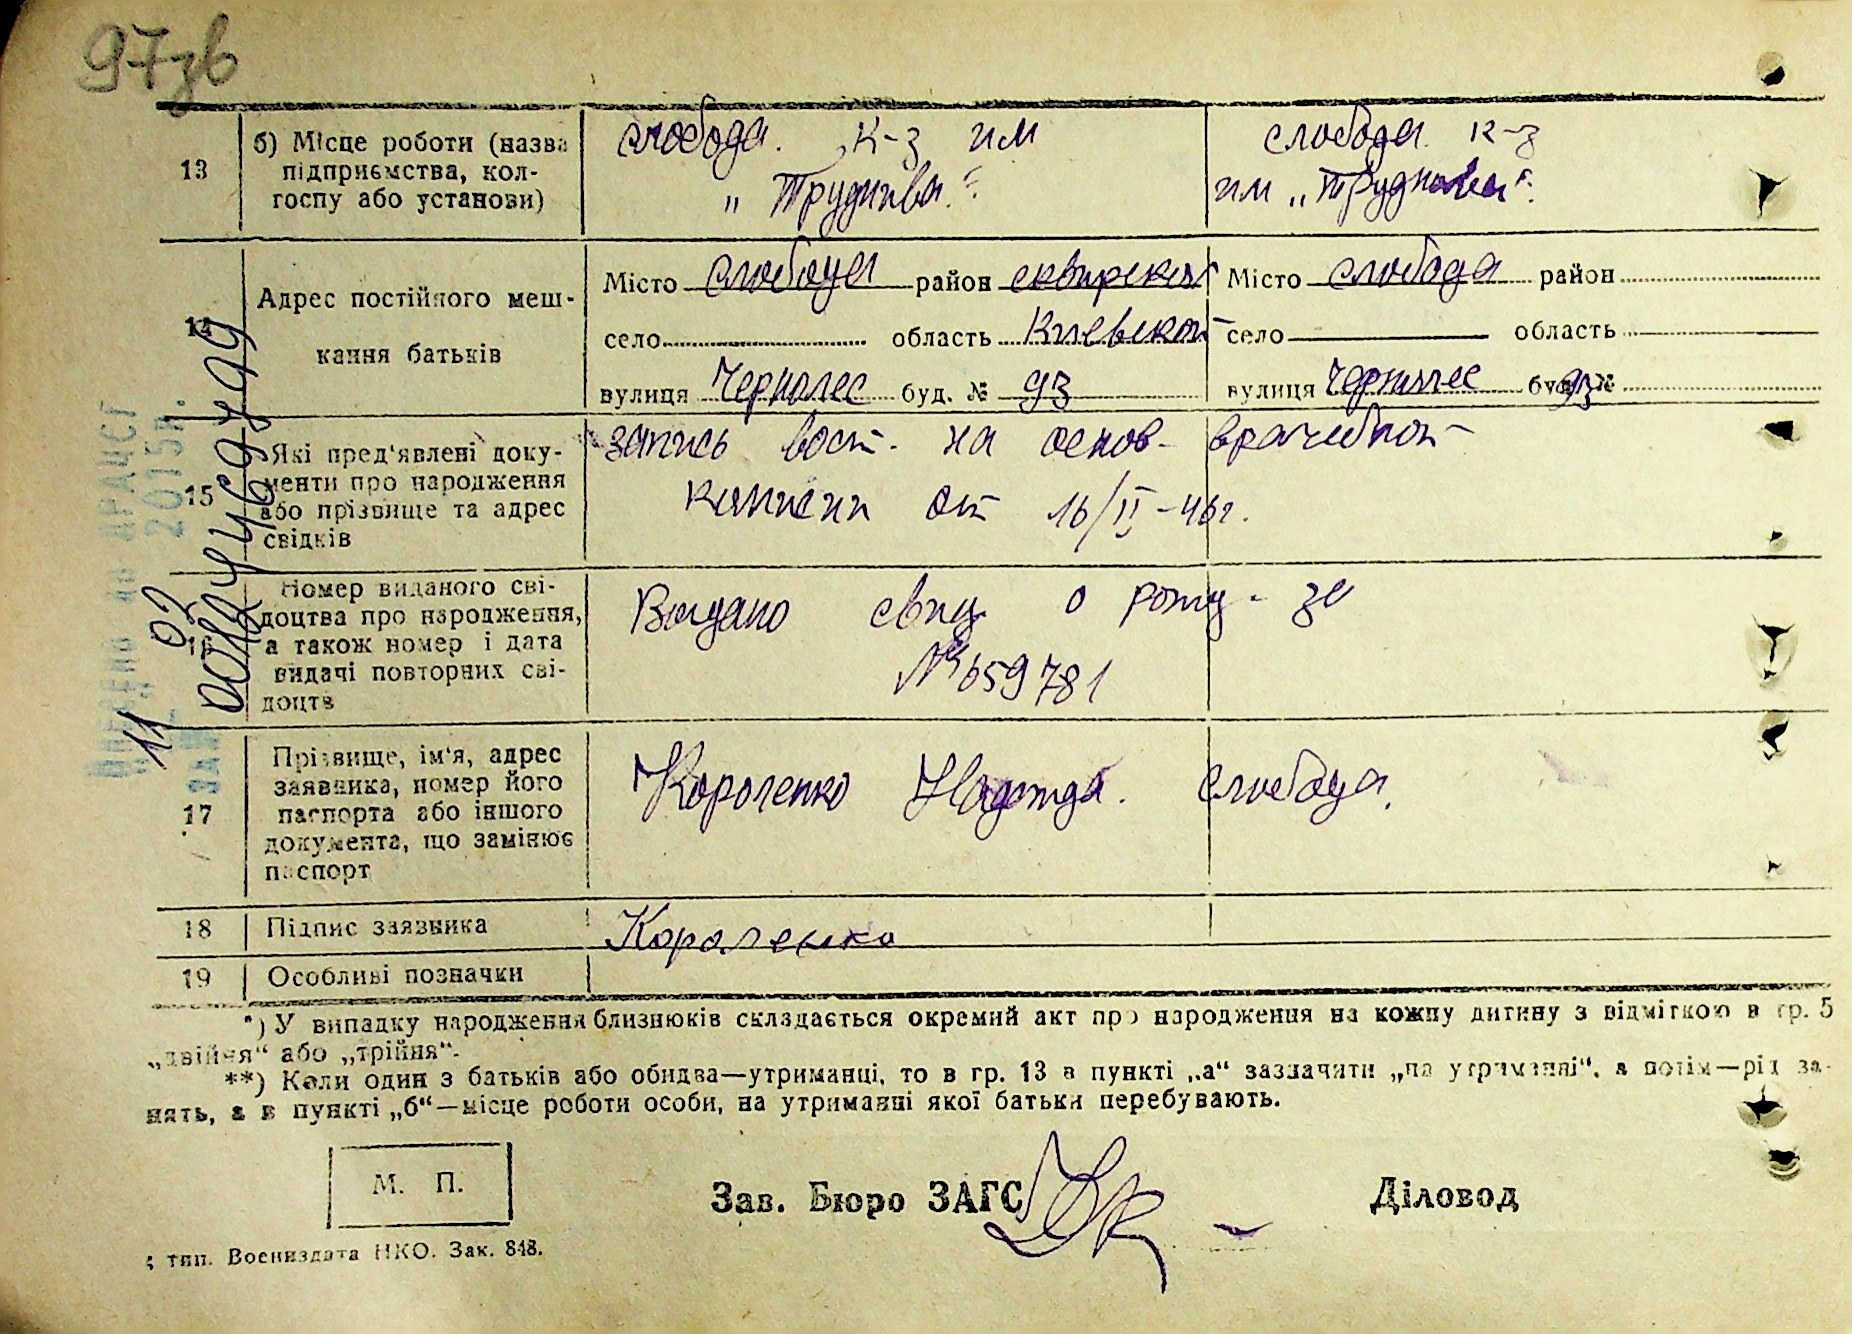 97зв
13
б) Місце роботи (назва
підприємства, кол-
госпу або установи)
слобода. к-з им
„
слобода к-з
им „
14
Адрес постійного меш-
кання батьків
Місто слобода район сквирский
село область Киевской
вулиця Чернолес буд. № 93
Місто слобода район
село область
вулиця Чернолес буд. № 93
15
Які пред'явлені доку-
менти про народження
або прізвище та адрес
свідків
запись вост. на основ- врачебной
комисии от 16/II-46г.
16
Номер виданого сві-
доцтва про народження,
а також номер і дата
видачі повторних сві-
доцтв
Выдано свид о рожд- за
№ 659781
17
Прізвище, ім'я, адрес
заявника, номер його
паспорта або іншого
документа, що замінює
паспорт
Короленко Надежда. слобода.
18
Підпис заявника
Короленко
19
Особливі позначки
*) У випадку народження близнюків складається окремий акт про народження на кожну дитину з відміткою в гр. 5
„двійня“ або „трійня“.
**) Коли один з батьків або обидва—утриманці, то в гр. 13 в пункті „а“ зазначити „на утриманні“, а потім—рід за-
нять, а в пункті „б“—місце роботи особи, на утриманні якої батьки перебувають.
М. П.
Зав. Бюро ЗАГС
Діловод
тип. Воениздата НКО. Зак. 848.